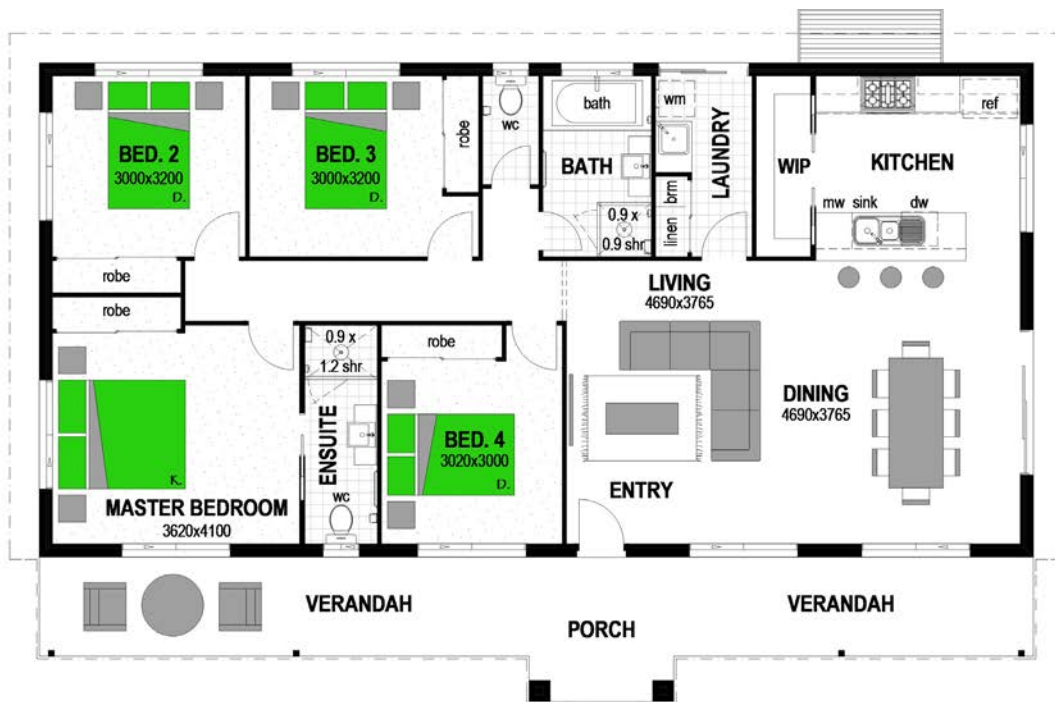 BED. 2
3000x3200
D.
robe
BED. 3
3000x3200
D.
robe
wc
bath
BATH
0.9 x
0.9 shr
wm
LAUNDRY
brm
linen
WIP
KITCHEN
ref
mw sink dw
LIVING
4690x3765
DINING
4690x3765
ENTRY
robe
K.
MASTER BEDROOM
3620x4100
0.9 x
1.2 shr
ENSUITE
wc
robe
BED. 4
3020x3000
D.
VERANDAH
PORCH
VERANDAH